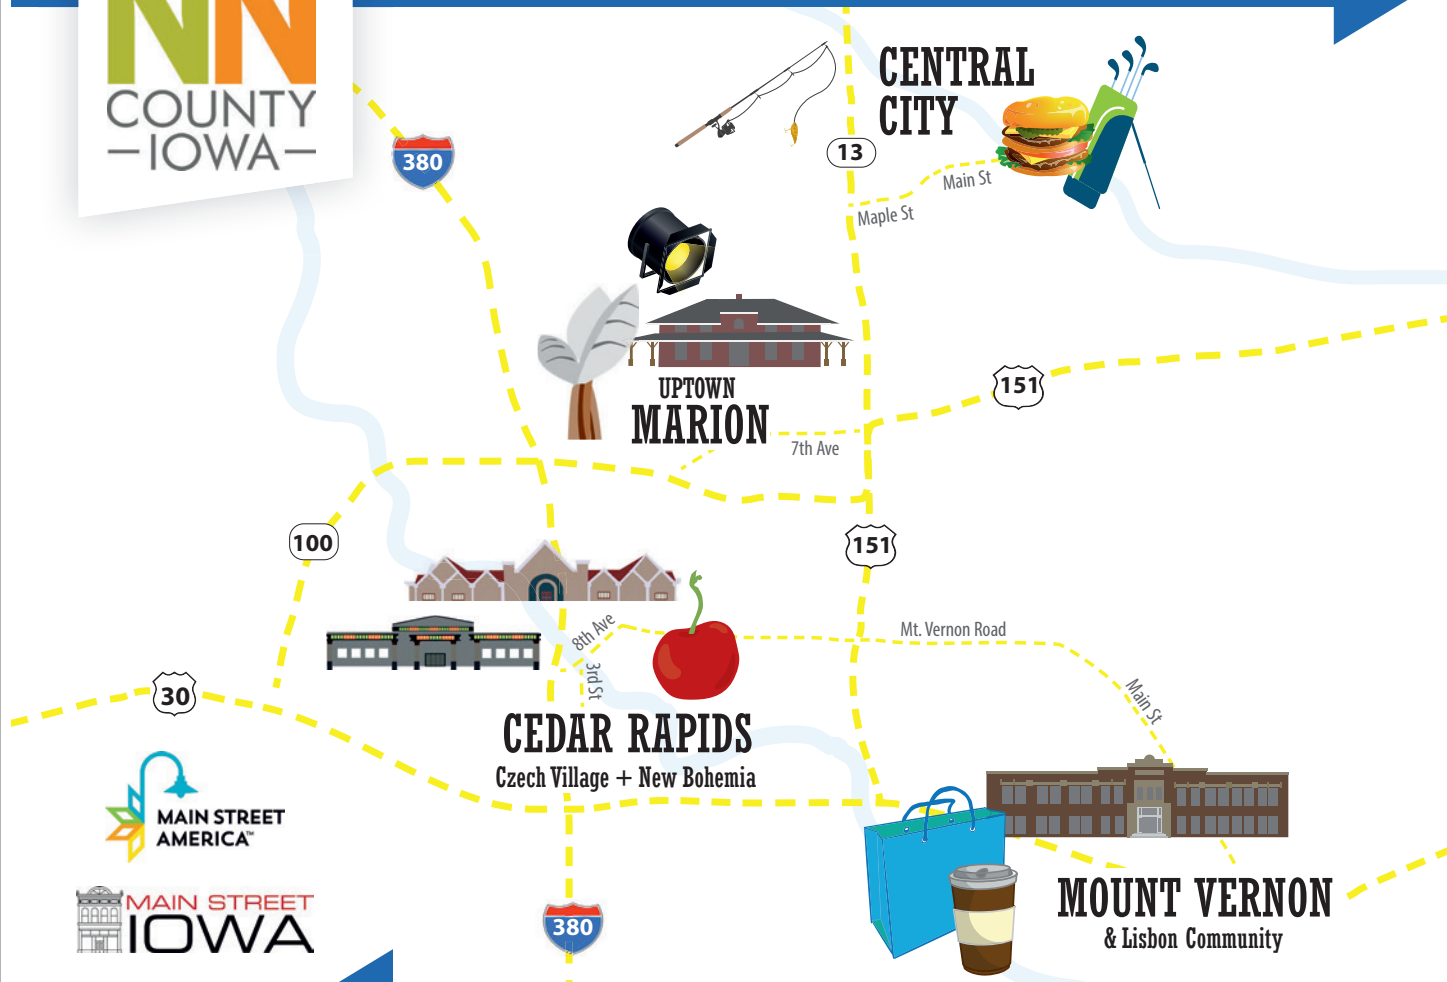 NN
COUNTY
–IOWA–
380
CENTRAL
CITY
13
Main St
Maple St
151
UPTOWN
MARION
7th Ave
100
151
8th Ave
3rd St
Mt. Vernon Road
Main St
30
CEDAR RAPIDS
Czech Village + New Bohemia
MAIN STREET
AMERICA™
MAIN STREET
IOWA
380
MOUNT VERNON
& Lisbon Community